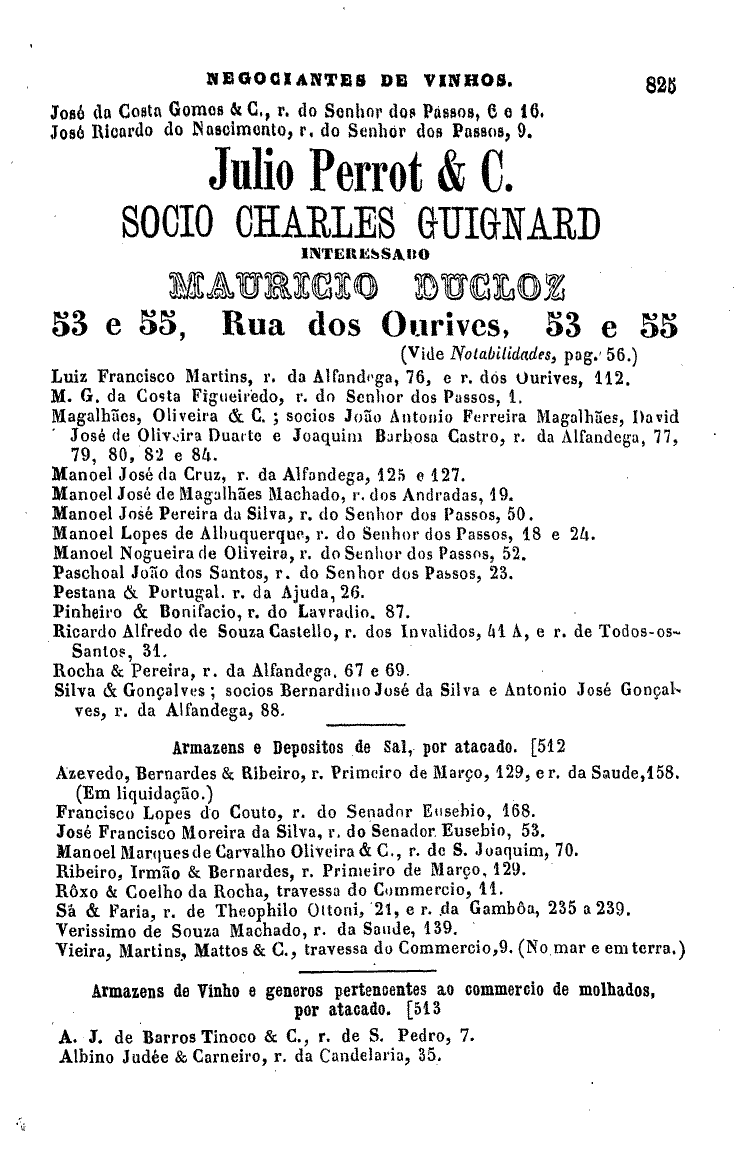 NEGOCIANTES DE VINHOS. 825
José da Costa Gomes & C., r. do Senhor dos Passos, 6 e 16.
José Ricardo do Nascimento, r. do Senhor dos Passos, 9.
Julio Perrot & C.
SOCIO CHARLES GUIGNARD
INTERESSADO
MAURICIO DUCLOZ
53 e 55, Rua dos Ourives, 53 e 55
(Vide Notabilidades, pag. 56.)
Luiz Francisco Martins, r. da Alfandega, 76, e r. dos Ourives, 112.
M. G. da Costa Figueiredo, r. do Senhor dos Passos, 1.
Magalhães, Oliveira & C. ; socios João Antonio Ferreira Magalhães, David
José de Oliveira Duarte e Joaquim Barbosa Castro, r. da Alfandega, 77,
79, 80, 82 e 84.
Manoel José da Cruz, r. da Alfandega, 125 e 127.
Manoel José de Magalhães Machado, r. dos Andradas, 19.
Manoel José Pereira da Silva, r. do Senhor dos Passos, 50.
Manoel Lopes de Albuquerque, r. do Senhor dos Passos, 18 e 24.
Manoel Nogueira de Oliveira, r. do Senhor dos Passos, 52.
Paschoal João dos Santos, r. do Senhor dos Passos, 23.
Pestana & Portugal. r. da Ajuda, 26.
Pinheiro & Bonifacio, r. do Lavradio. 87.
Ricardo Alfredo de Souza Castello, r. dos Invalidos, 41 A, e r. de Todos-os-
Santos, 31.
Rocha & Pereira, r. da Alfandega. 67 e 69.
Silva & Gonçalves ; socios Bernardino José da Silva e Antonio José Gonçal-
ves, r. da Alfandega, 88.
Armazens e Depositos de Sal, por atacado. [512
Azevedo, Bernardes & Ribeiro, r. Primeiro de Março, 129, e r. da Saude, 158.
(Em liquidação.)
Francisco Lopes do Couto, r. do Senador Eusebio, 168.
José Francisco Moreira da Silva, r. do Senador Eusebio, 53.
Manoel Marques de Carvalho Oliveira & C., r. de S. Joaquim, 70.
Ribeiro, Irmão & Bernardes, r. Primeiro de Março, 129.
Rôxo & Coelho da Rocha, travessa do Commercio, 11.
Sá & Faria, r. de Theophilo Ottoni, 21, e r. da Gambôa, 235 a 239.
Verissimo de Souza Machado, r. da Saude, 139.
Vieira, Martins, Mattos & C., travessa do Commercio, 9. (No mar e em terra.)
Armazens de Vinho e generos pertencentes ao commercio de molhados,
por atacado. [513
A. J. de Barros Tinoco & C., r. de S. Pedro, 7.
Albino Judée & Carneiro, r. da Candelaria, 35.